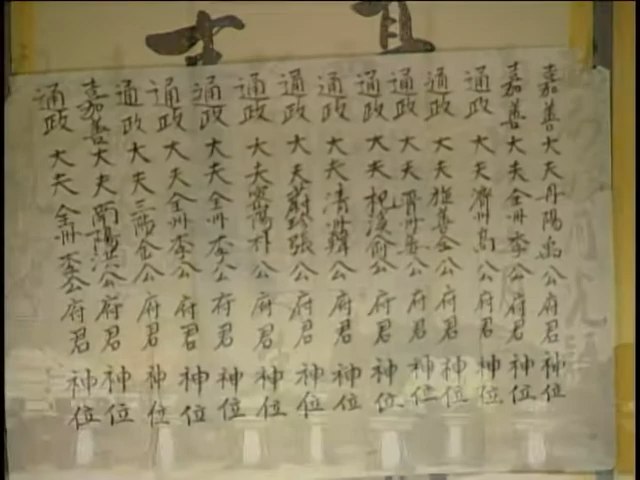 嘉善大夫丹陽禹公府君神位
嘉善大夫全州李公府君神位
通政大夫濟州高公府君神位
通政大夫旌善金公府君神位
通政大夫晋州姜公府君神位
通政大夫杞溪俞公府君神位
通政大夫清州韓公府君神位
通政大夫蔚珍張公府君神位
通政大夫密陽朴公府君神位
通政大夫全州李公府君神位
通政大夫全州李公府君神位
通政大夫三陟金公府君神位
嘉善大夫南陽洪公府君神位
通政大夫全州李公府君神位